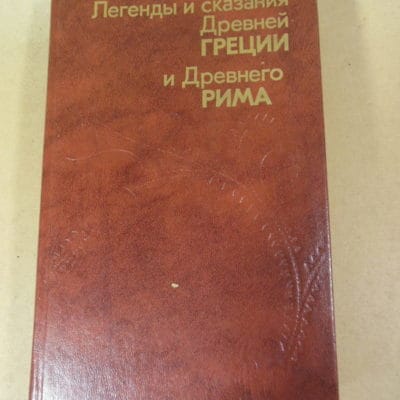 Легенды и сказания
Древней
ГРЕЦИИ
и Древнего
РИМА